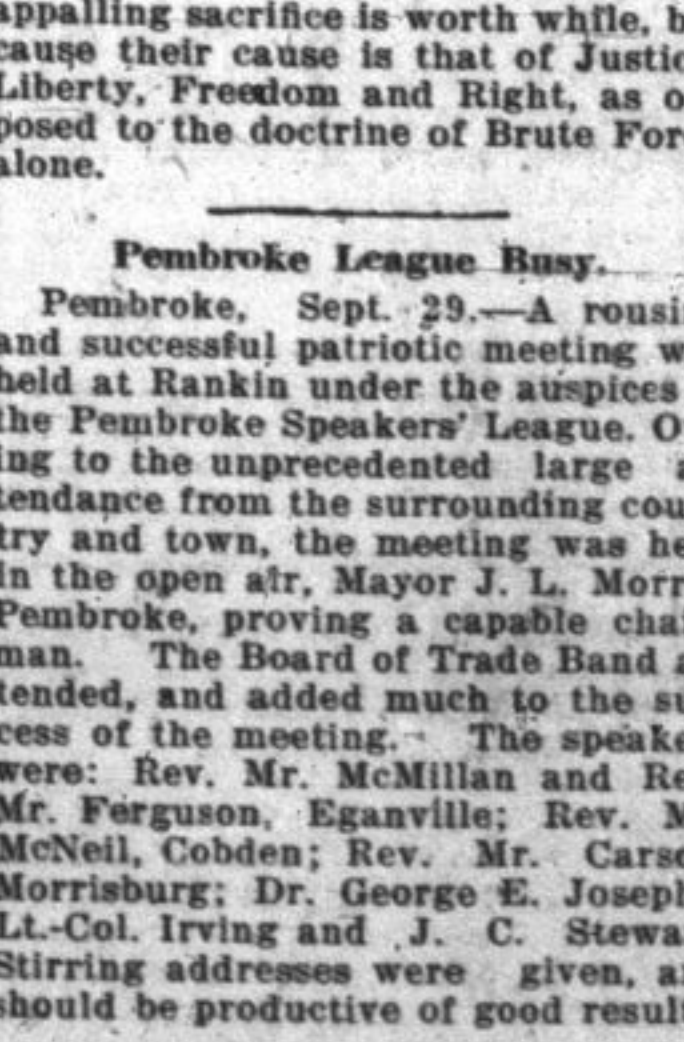 appalling sacrifice is worth while, b
cause their cause is that of Justic
Liberty, Freedom and Right, as o
posed to the doctrine of Brute For
alone.
Pembroke League Busy.
Pembroke, Sept. 29.—A rousi
and successful patriotic meeting w
held at Rankin under the auspices
the Pembroke Speakers' League. O
ing to the unprecedented large a
tendance from the surrounding cou
try and town, the meeting was he
in the open air, Mayor J. L. Morr
Pembroke, proving a capable chai
man. The Board of Trade Band a
tended, and added much to the su
cess of the meeting. The speake
were: Rev. Mr. McMillan and Re
Mr. Ferguson, Eganville; Rev. M
McNeil, Cobden; Rev. Mr. Carso
Morrisburg; Dr. George E. Joseph
Lt.-Col. Irving and J. C. Stewa
Stirring addresses were given, a
should be productive of good result